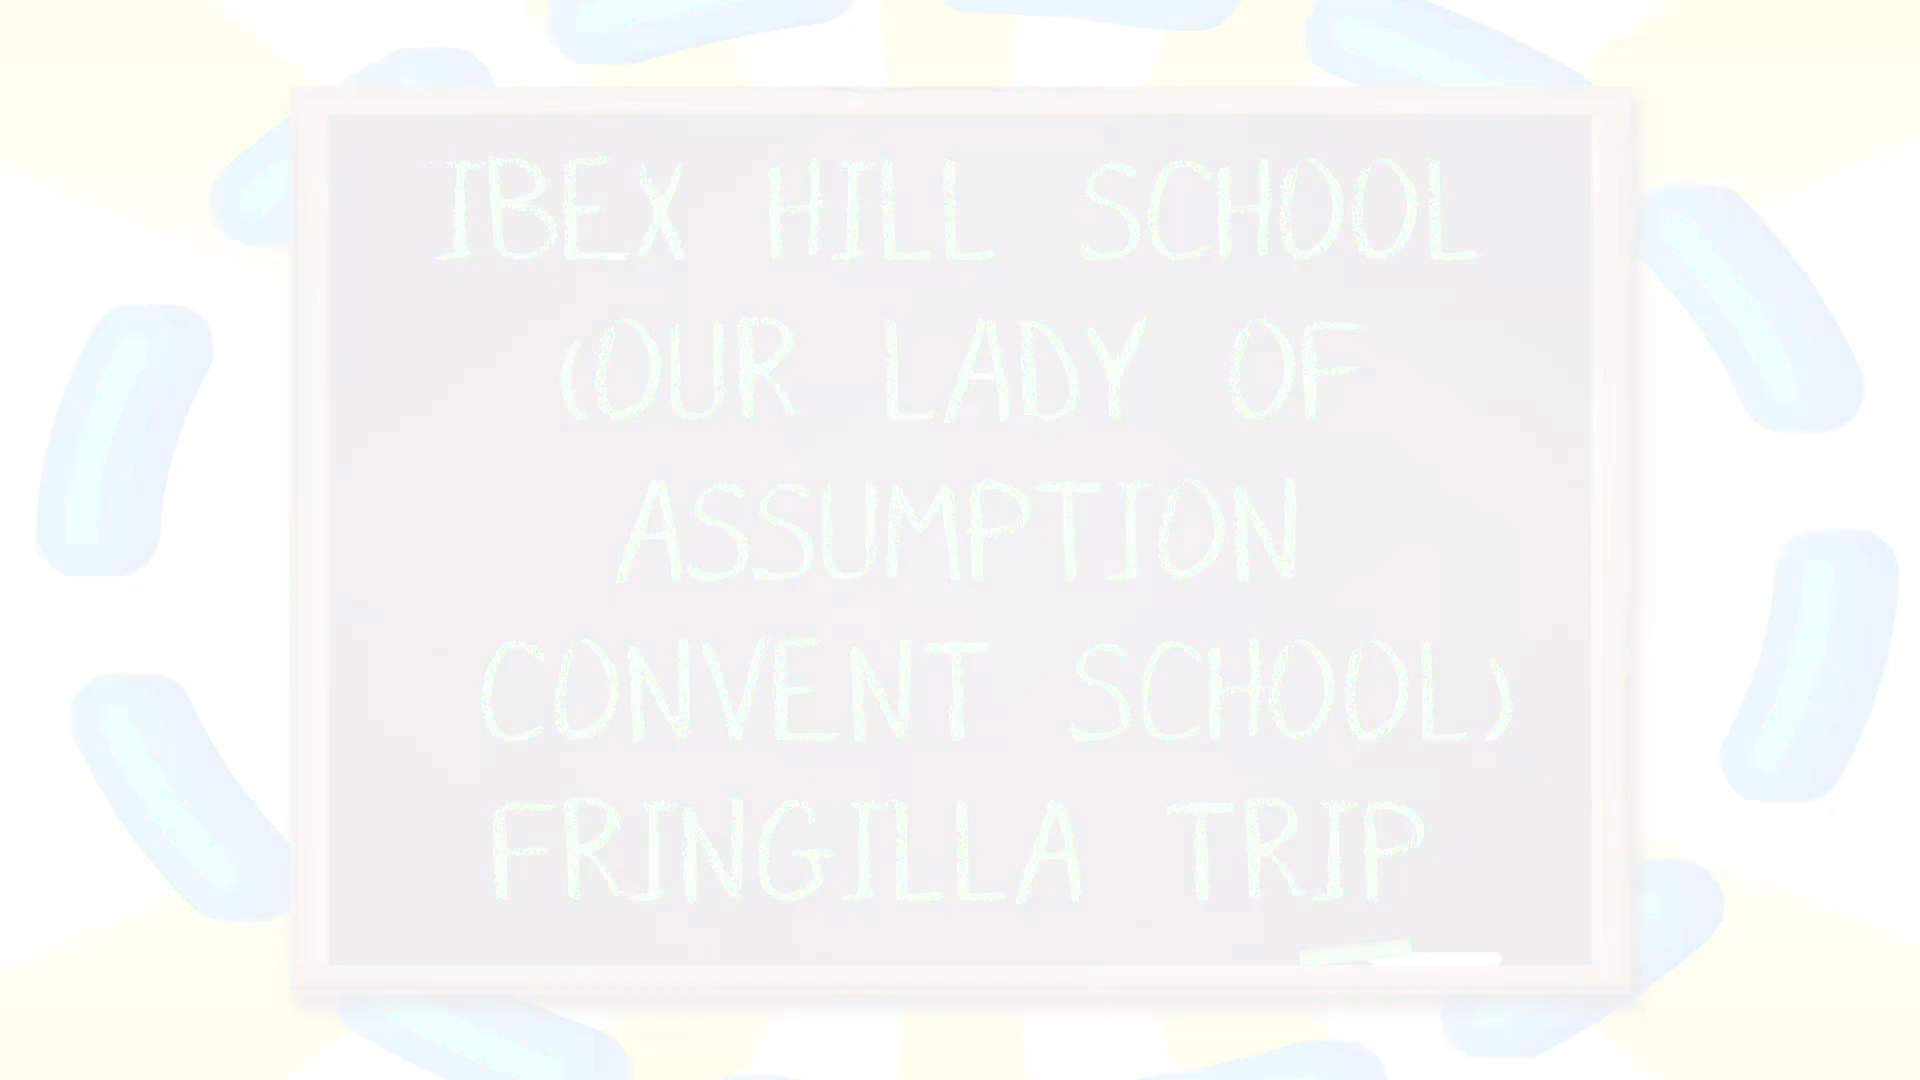 IBEX HILL SCHOOL
(OUR LADY OF
ASSUMPTION
CONVENT SCHOOL)
FRINGILLA TRIP